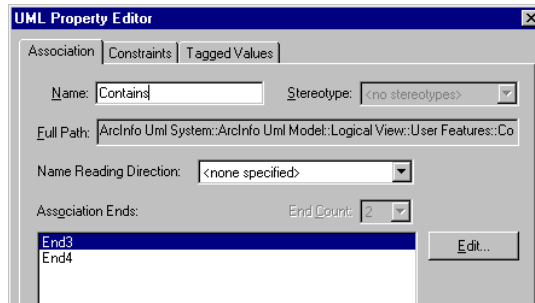 UML Property Editor
Association Constraints Tagged Values
Name: Contains Stereotype: <no stereotypes>
Full Path: ArcInfo Uml System::ArcInfo Uml Model::Logical View::User Features::Co
Name Reading Direction: <none specified>
Association Ends: End Count: 2
End3
Edit...
End4